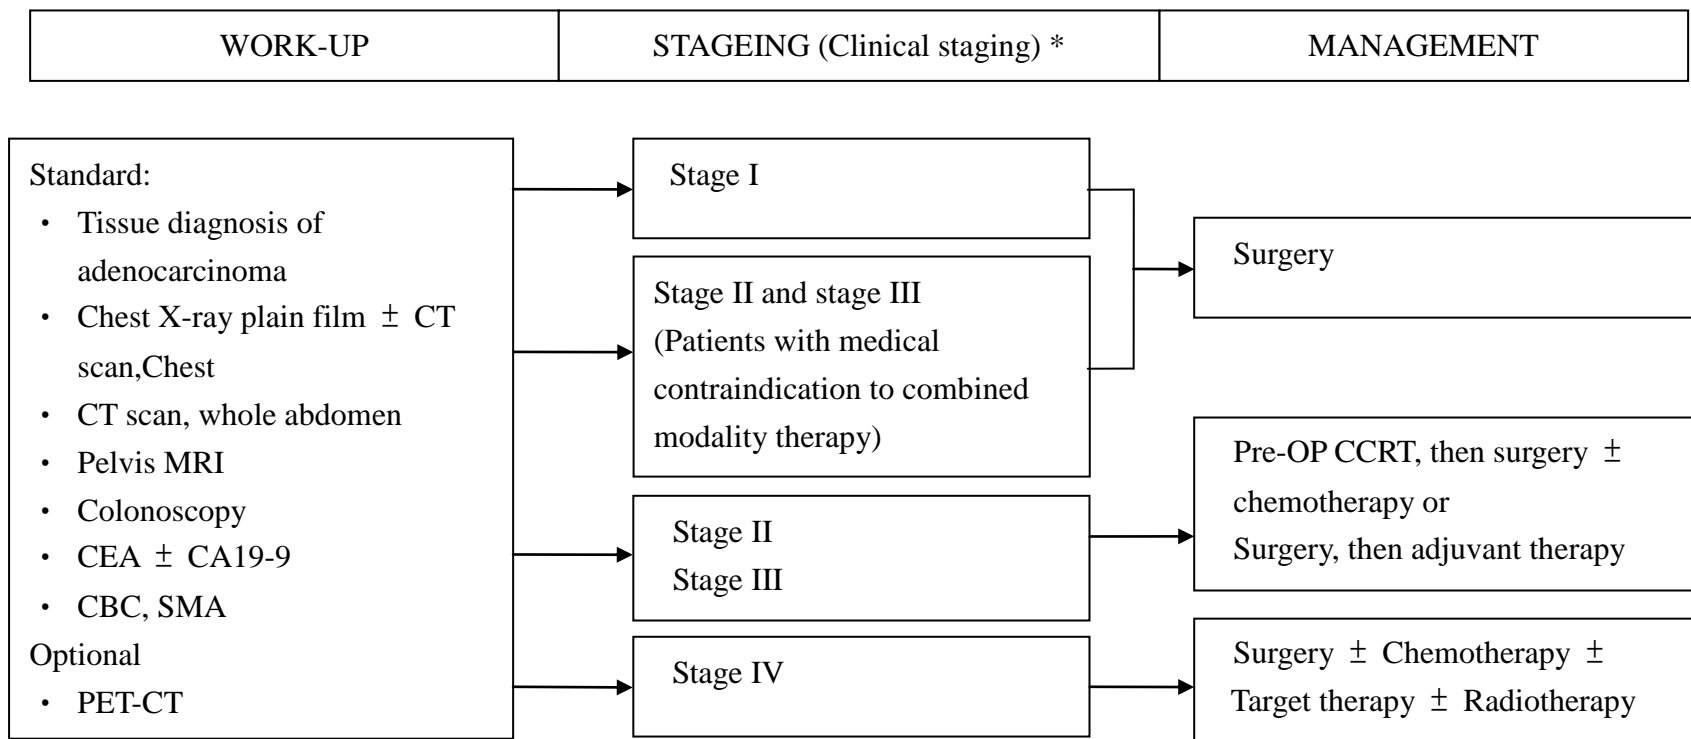 WORK-UP
STAGEING (Clinical staging) *
MANAGEMENT
Standard:
・ Tissue diagnosis of
adenocarcinoma
・ Chest X-ray plain film ± CT
scan,Chest
・ CT scan, whole abdomen
・ Pelvis MRI
・ Colonoscopy
・ CEA ± CA19-9
・ CBC, SMA
Optional
・ PET-CT
Stage I
Stage II and stage III
(Patients with medical
contraindication to combined
modality therapy)
Stage II
Stage III
Stage IV
Surgery
Pre-OP CCRT, then surgery ±
chemotherapy or
Surgery, then adjuvant therapy
Surgery ± Chemotherapy ±
Target therapy ± Radiotherapy